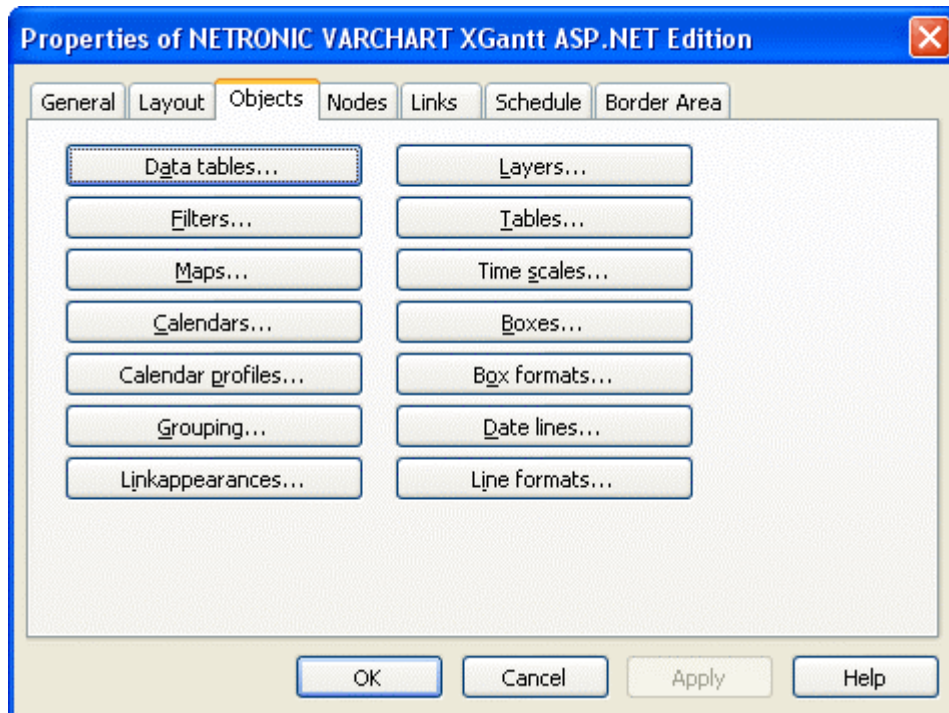 Properties of NETRONIC VARCHART XGantt ASP.NET Edition
General Layout Objects Nodes Links Schedule Border Area
Data tables... Layers...
Filters... Tables...
Maps... Time scales...
Calendars... Boxes...
Calendar profiles... Box formats...
Grouping... Date lines...
Linkappearances... Line formats...
OK Cancel Apply Help